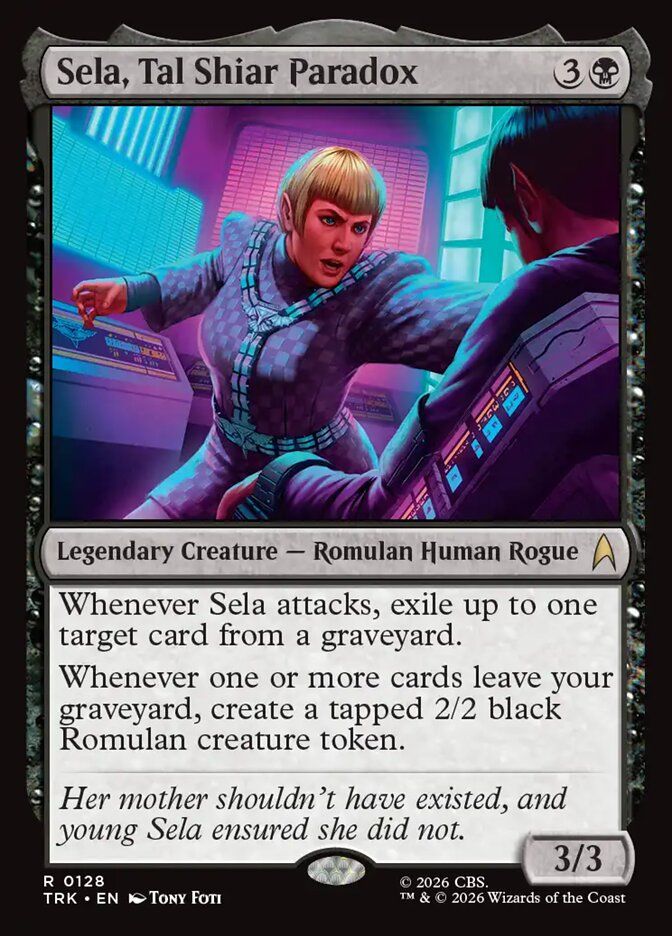 Sela, Tal Shiar Paradox 3
Legendary Creature — Romulan Human Rogue
Whenever Sela attacks, exile up to one
target card from a graveyard.
Whenever one or more cards leave your
graveyard, create a tapped 2/2 black
Romulan creature token.
Her mother shouldn't have existed, and
young Sela ensured she did not.
3/3
R 0128
TRK • EN Tony Foti
© 2026 CBS.
™ & © 2026 Wizards of the Coast